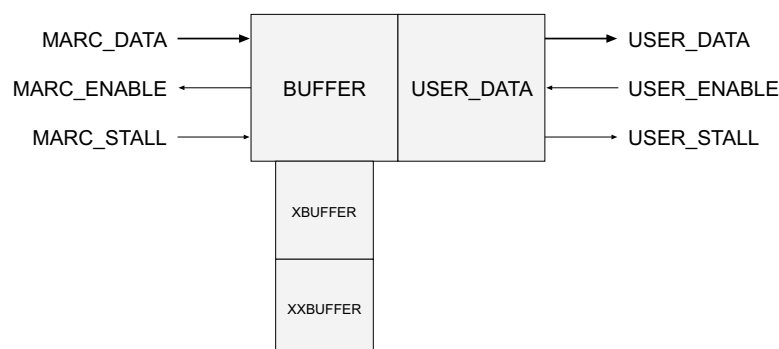 MARC_DATA
MARC_ENABLE
MARC_STALL
BUFFER
USER_DATA
USER_DATA
USER_ENABLE
USER_STALL
XBUFFER
XXBUFFER